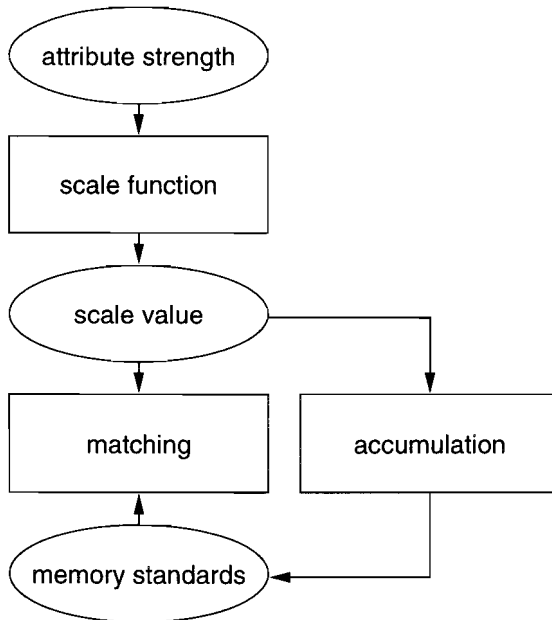 attribute strength
scale function
scale value
matching
accumulation
memory standards